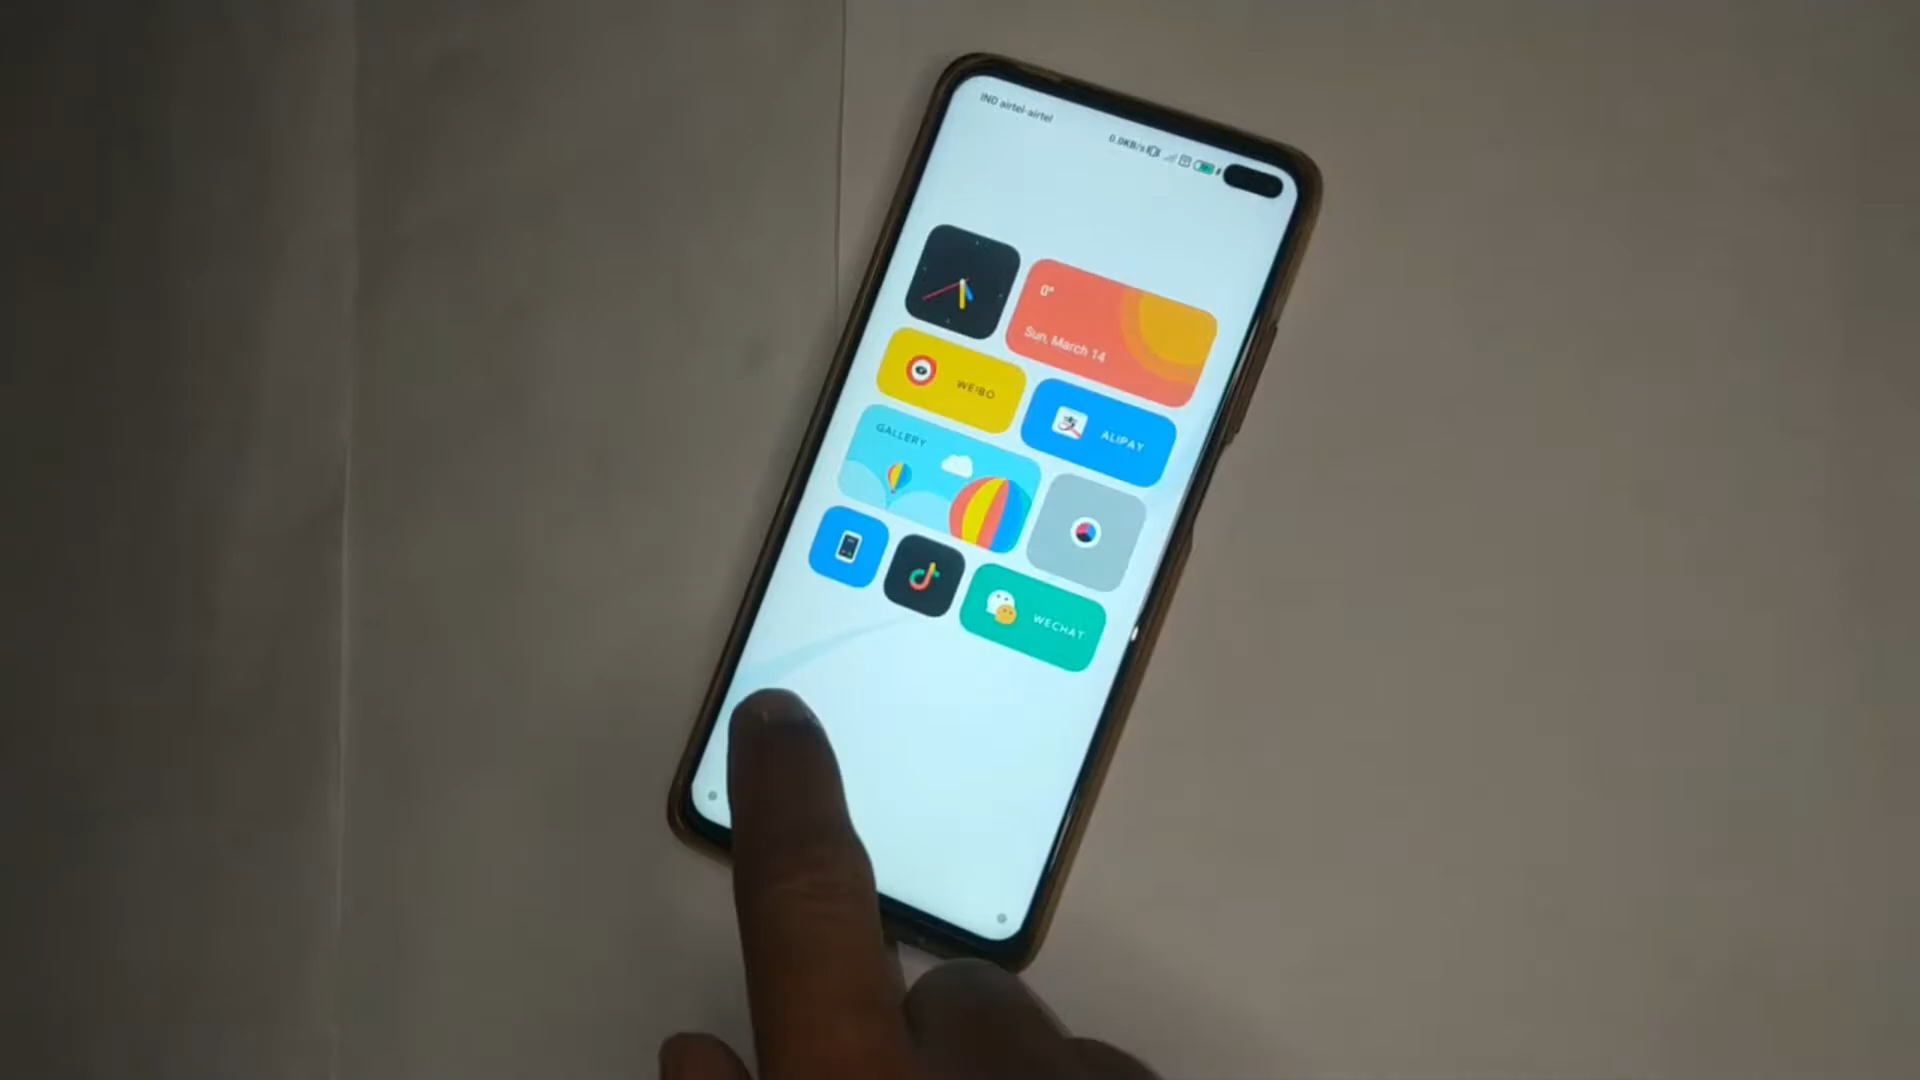 IND airtel-airtel
0.0KB/s
0°
Sun, March 14
WEIBO
ALIPAY
GALLERY
WECHAT